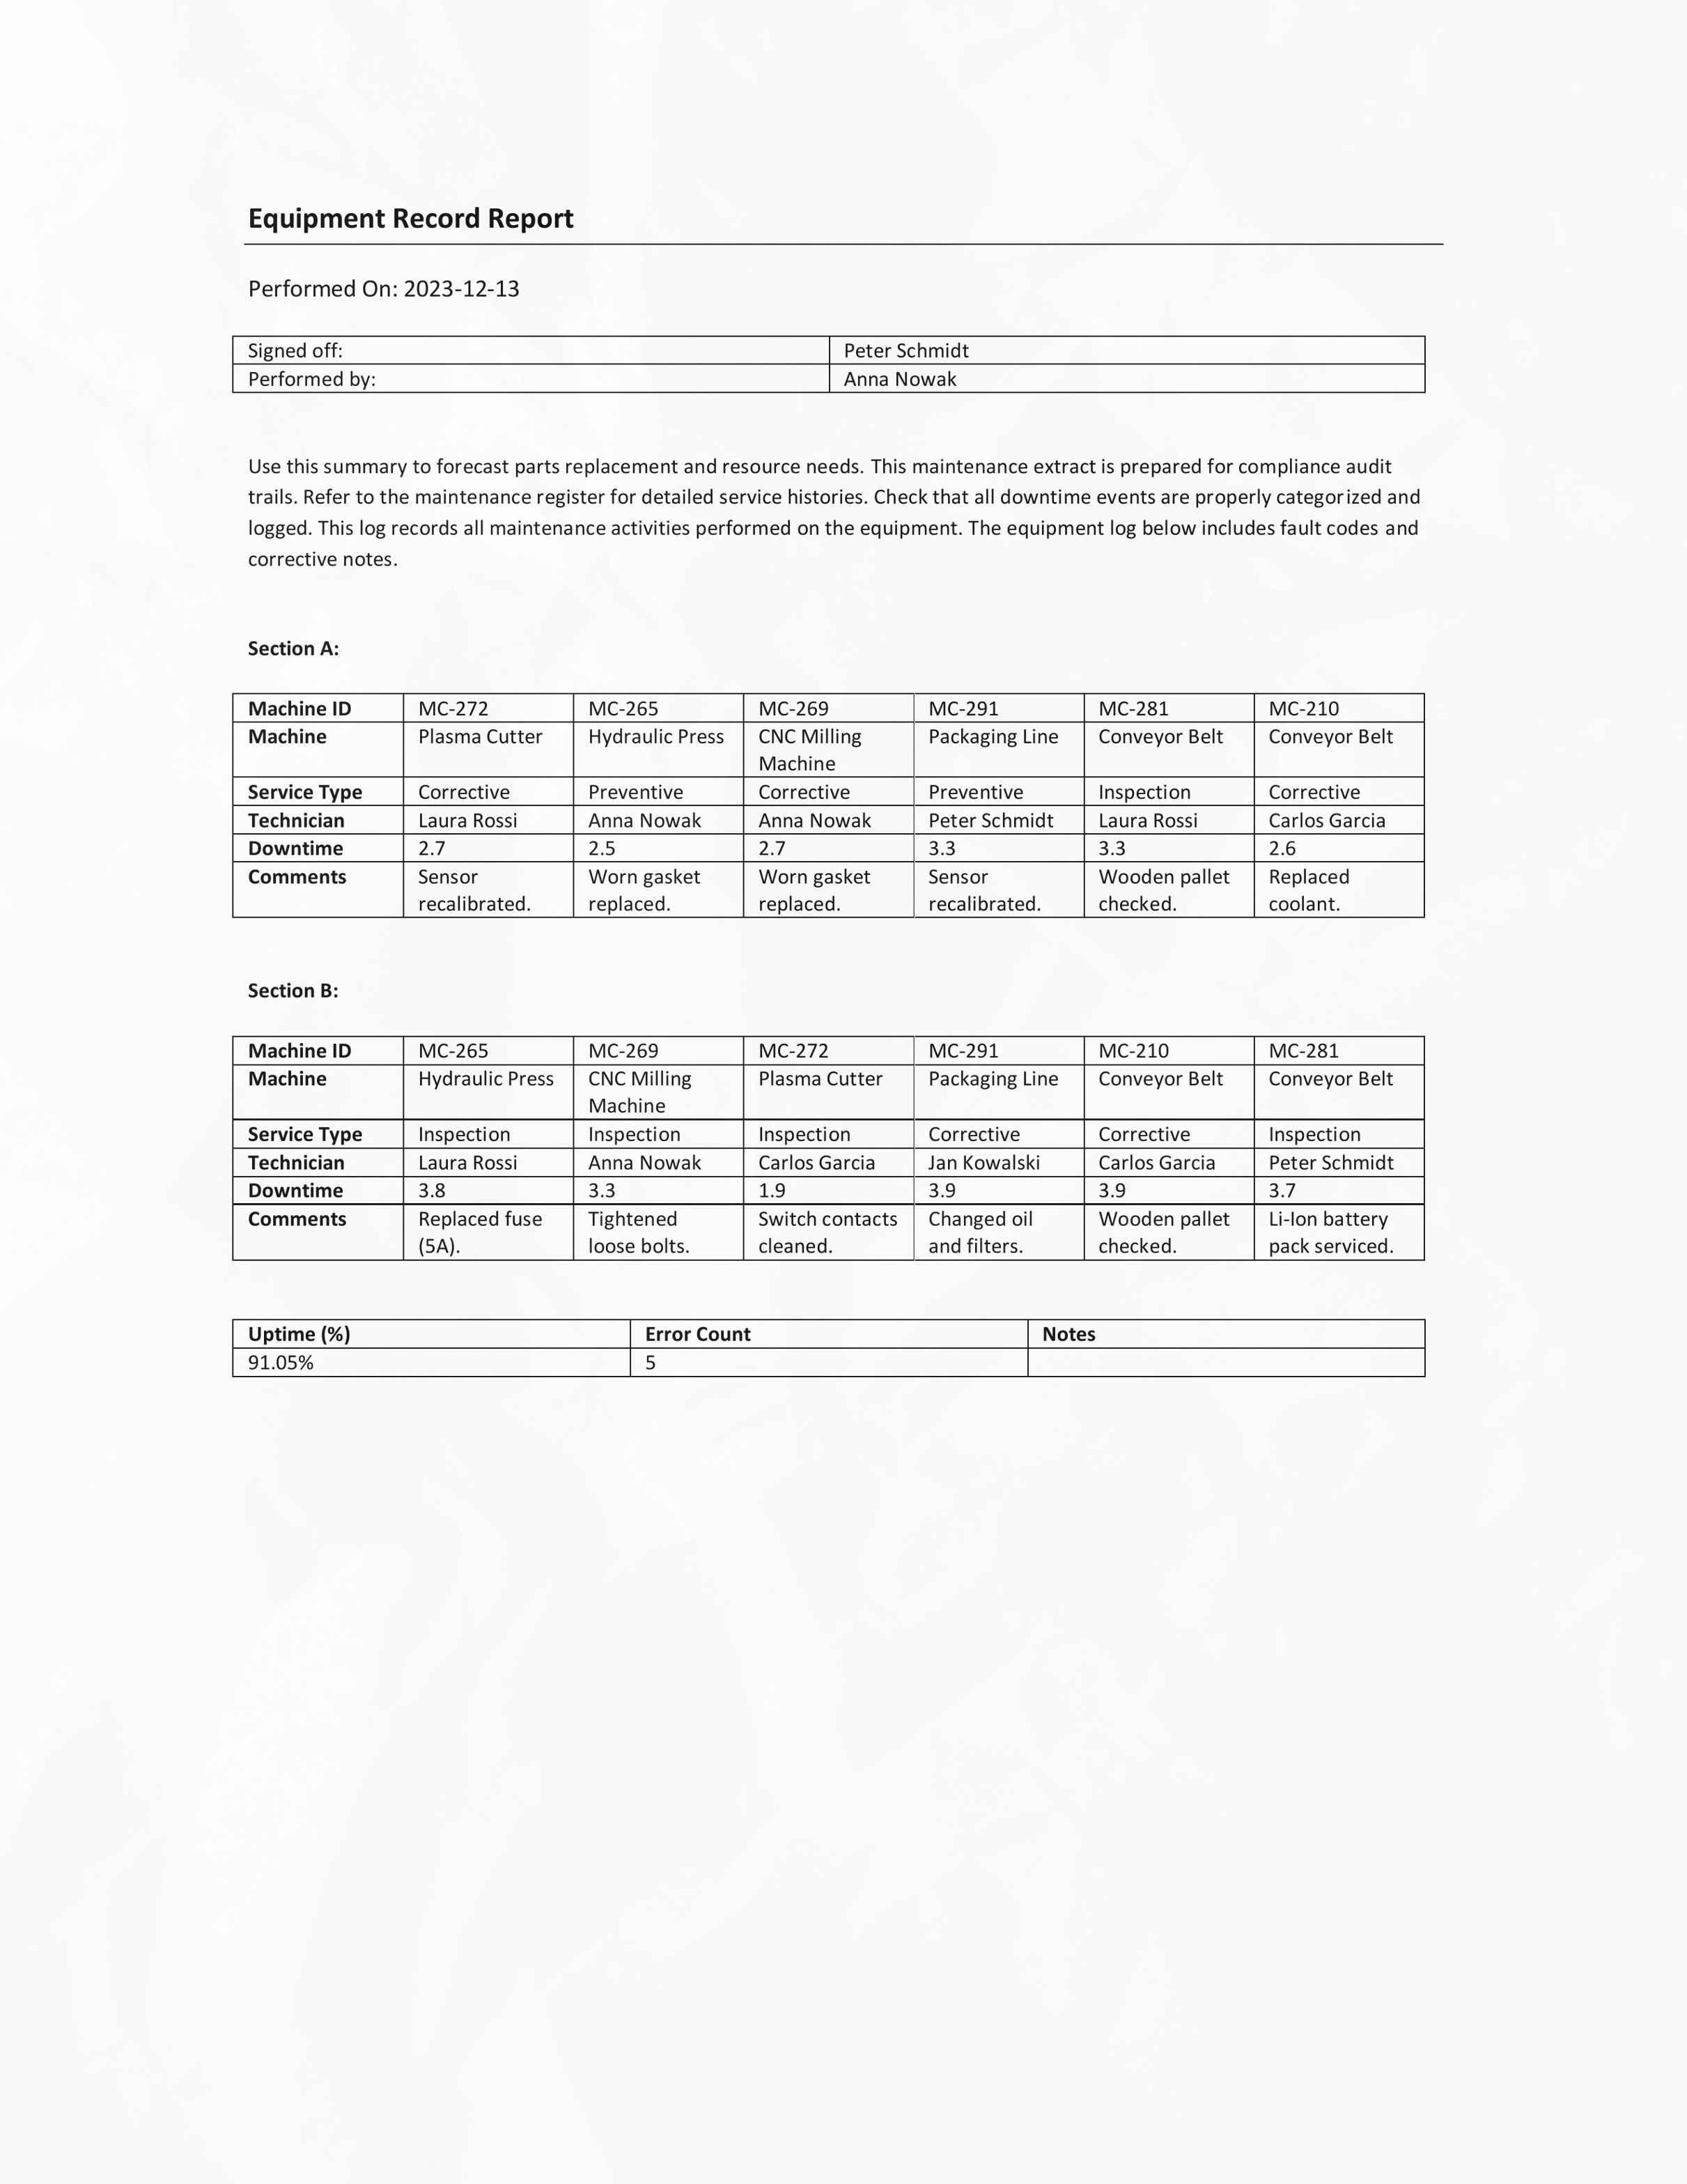 Equipment Record Report
Performed On: 2023-12-13
Signed off: Peter Schmidt
Performed by: Anna Nowak
Use this summary to forecast parts replacement and resource needs. This maintenance extract is prepared for compliance audit
trails. Refer to the maintenance register for detailed service histories. Check that all downtime events are properly categorized and
logged. This log records all maintenance activities performed on the equipment. The equipment log below includes fault codes and
corrective notes.
Section A:
Machine ID MC-272 MC-265 MC-269 MC-291 MC-281 MC-210
Machine Plasma Cutter Hydraulic Press CNC Milling Packaging Line Conveyor Belt Conveyor Belt
Machine
Service Type Corrective Preventive Corrective Preventive Inspection Corrective
Technician Laura Rossi Anna Nowak Anna Nowak Peter Schmidt Laura Rossi Carlos Garcia
Downtime 2.7 2.5 2.7 3.3 3.3 2.6
Comments Sensor Worn gasket Worn gasket Sensor Wooden pallet Replaced
recalibrated. replaced. replaced. recalibrated. checked. coolant.
Section B:
Machine ID MC-265 MC-269 MC-272 MC-291 MC-210 MC-281
Machine Hydraulic Press CNC Milling Plasma Cutter Packaging Line Conveyor Belt Conveyor Belt
Machine
Service Type Inspection Inspection Inspection Corrective Corrective Inspection
Technician Laura Rossi Anna Nowak Carlos Garcia Jan Kowalski Carlos Garcia Peter Schmidt
Downtime 3.8 3.3 1.9 3.9 3.9 3.7
Comments Replaced fuse Tightened Switch contacts Changed oil Wooden pallet Li-Ion battery
(5A). loose bolts. cleaned. and filters. checked. pack serviced.
Uptime (%) Error Count Notes
91.05% 5